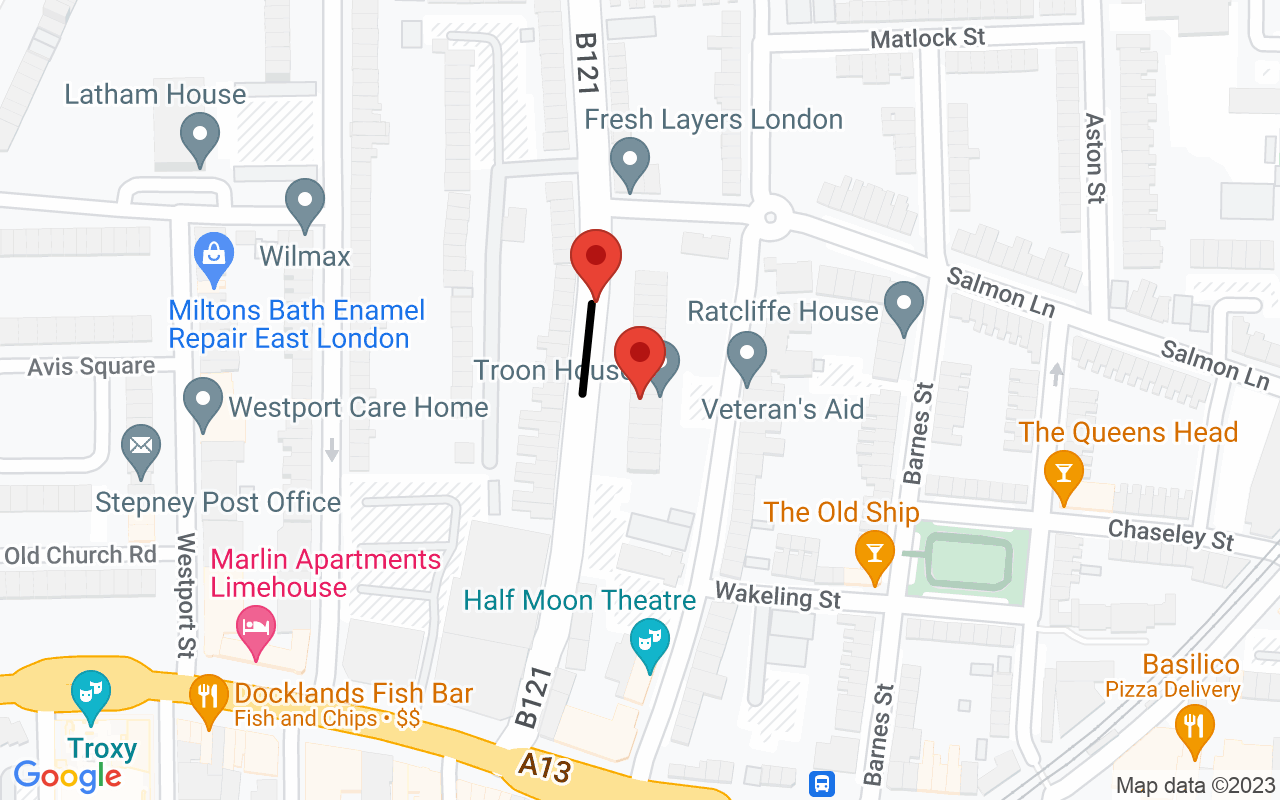 B121
Matlock St
Latham House
Fresh Layers London
Aston St
Wilmax
Miltons Bath Enamel
Repair East London
Salmon Ln
Ratcliffe House
Salmon Ln
Avis Square
Troon House
Westport Care Home
Veteran's Aid
Barnes St
The Queens Head
Stepney Post Office
The Old Ship
Chaseley St
Old Church Rd
Westport St
Marlin Apartments
Limehouse
Half Moon Theatre
Wakeling St
Basilico
Pizza Delivery
Docklands Fish Bar
Fish and Chips • $$
B121
Barnes St
Troxy
A13
Google
Map data ©2023